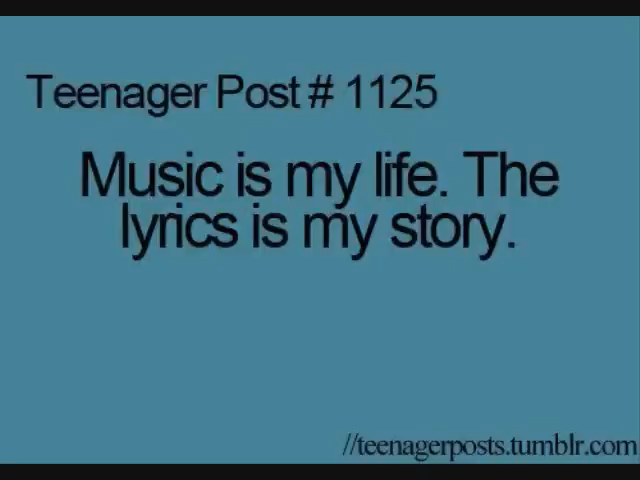 Teenager Post # 1125
Music is my life. The
lyrics is my story.
//teenagerposts.tumblr.com